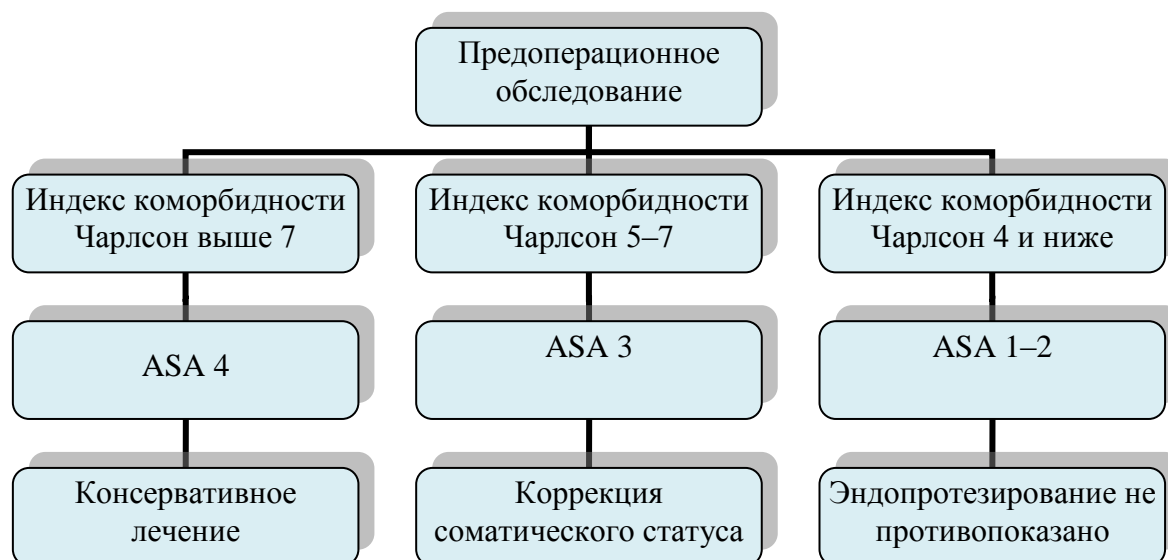 Предоперационное
обследование
Индекс коморбидности
Чарлсон выше 7
Индекс коморбидности
Чарлсон 5–7
Индекс коморбидности
Чарлсон 4 и ниже
ASA 4
ASA 3
ASA 1–2
Консервативное
лечение
Коррекция
соматического статуса
Эндопротезирование не
противопоказано